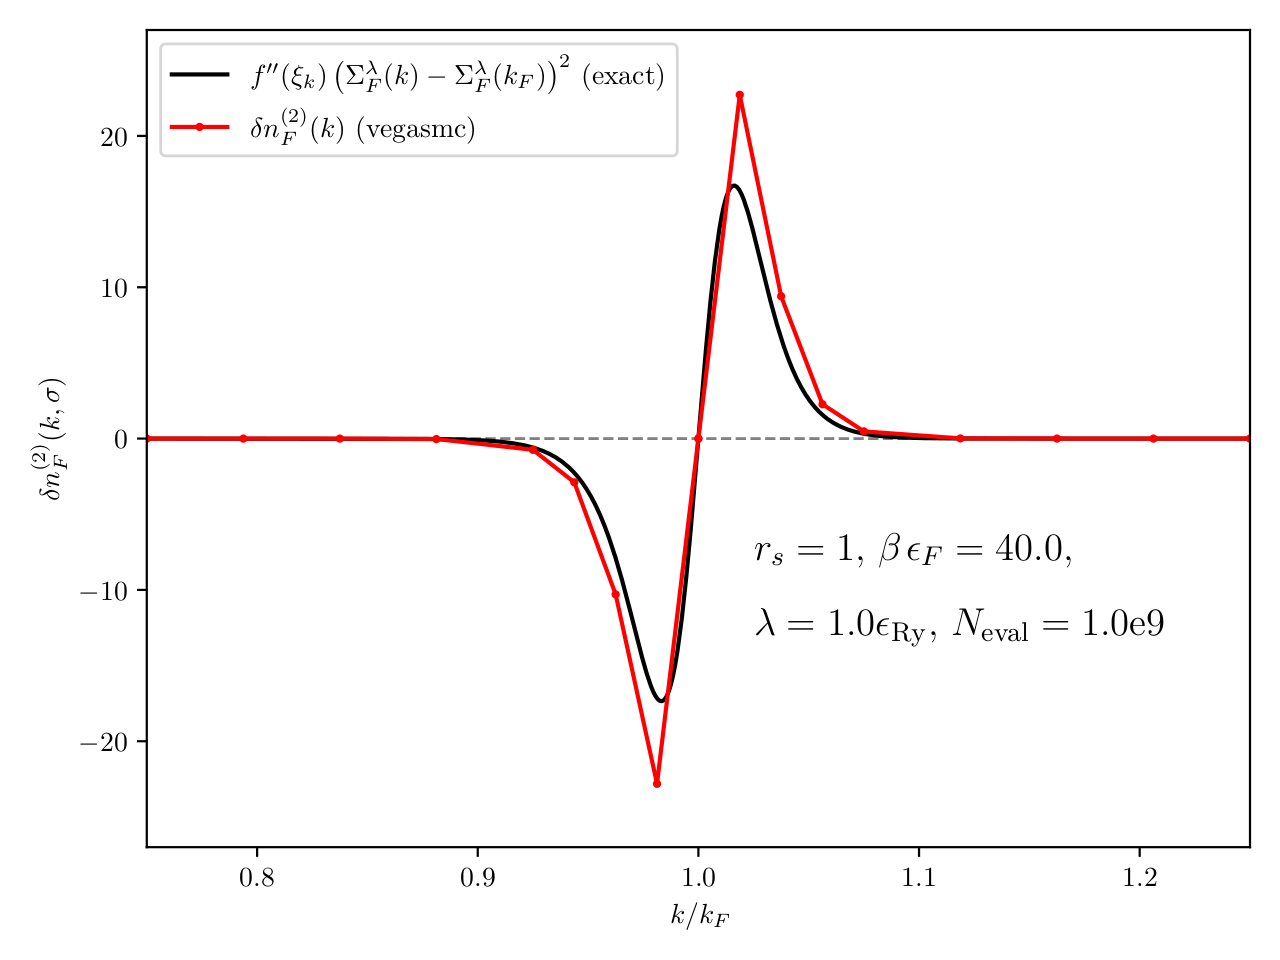 f″(ξₖ) (Σ_F^λ(k) − Σ_F^λ(k_F))² (exact)
δn_F^(2)(k) (vegasmc)
20
10
0
−10
−20
δn_F^(2)(k, σ)
r_s = 1, β ϵ_F = 40.0,
λ = 1.0ϵ_Ry, N_eval = 1.0e9
0.8 0.9 1.0 1.1 1.2
k/k_F